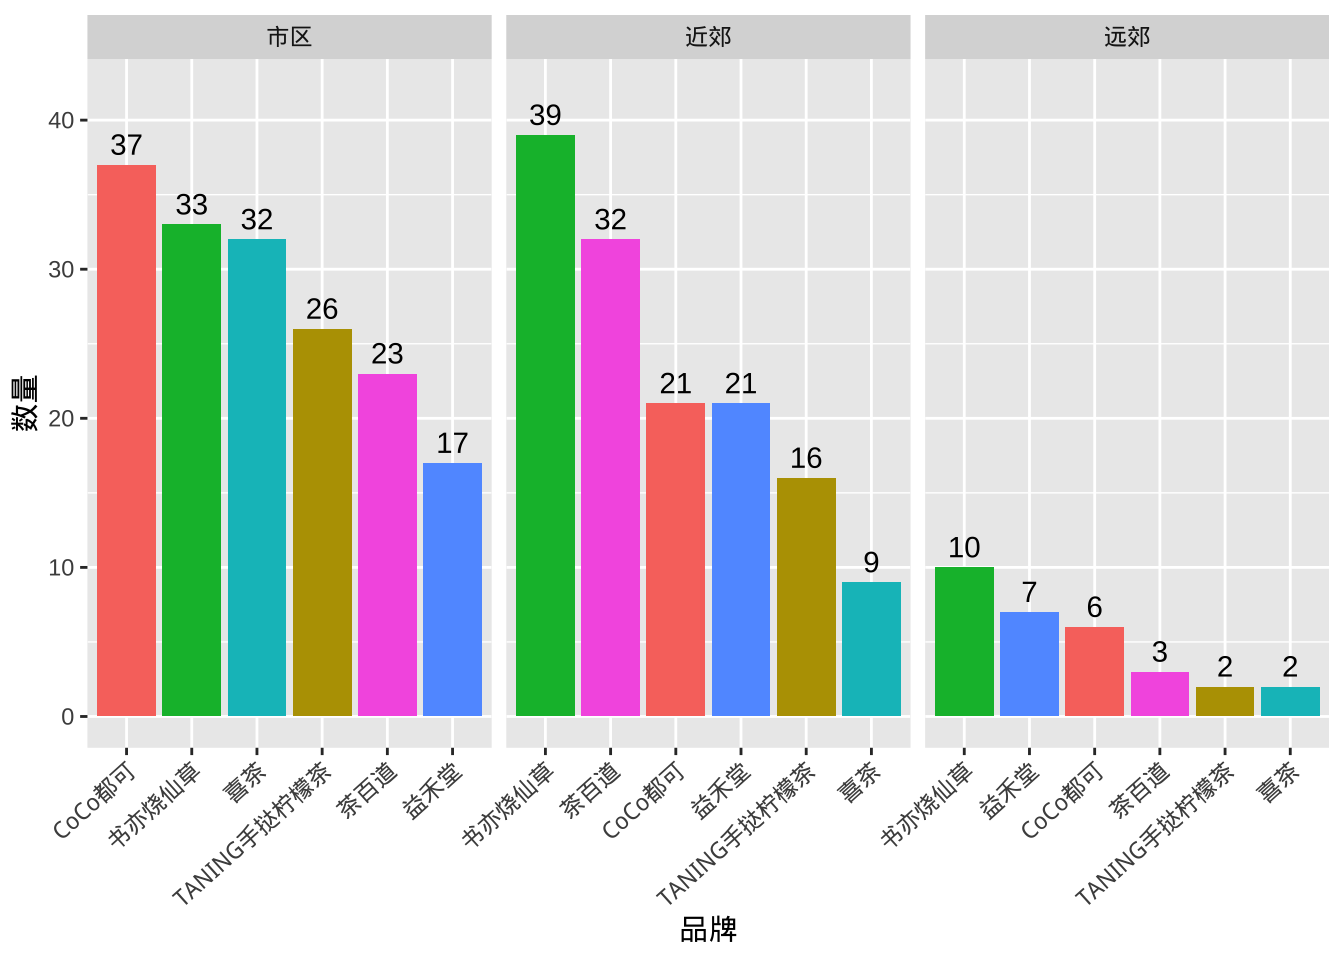 市区
近郊
远郊
数量
40
30
20
10
0
37
33
32
26
23
17
39
32
21
21
16
9
10
7
6
3
2
2
CoCo都可
书亦烧仙草
喜茶
TANING手挞柠檬茶
茶百道
益禾堂
书亦烧仙草
茶百道
CoCo都可
益禾堂
TANING手挞柠檬茶
喜茶
书亦烧仙草
益禾堂
CoCo都可
茶百道
TANING手挞柠檬茶
喜茶
品牌